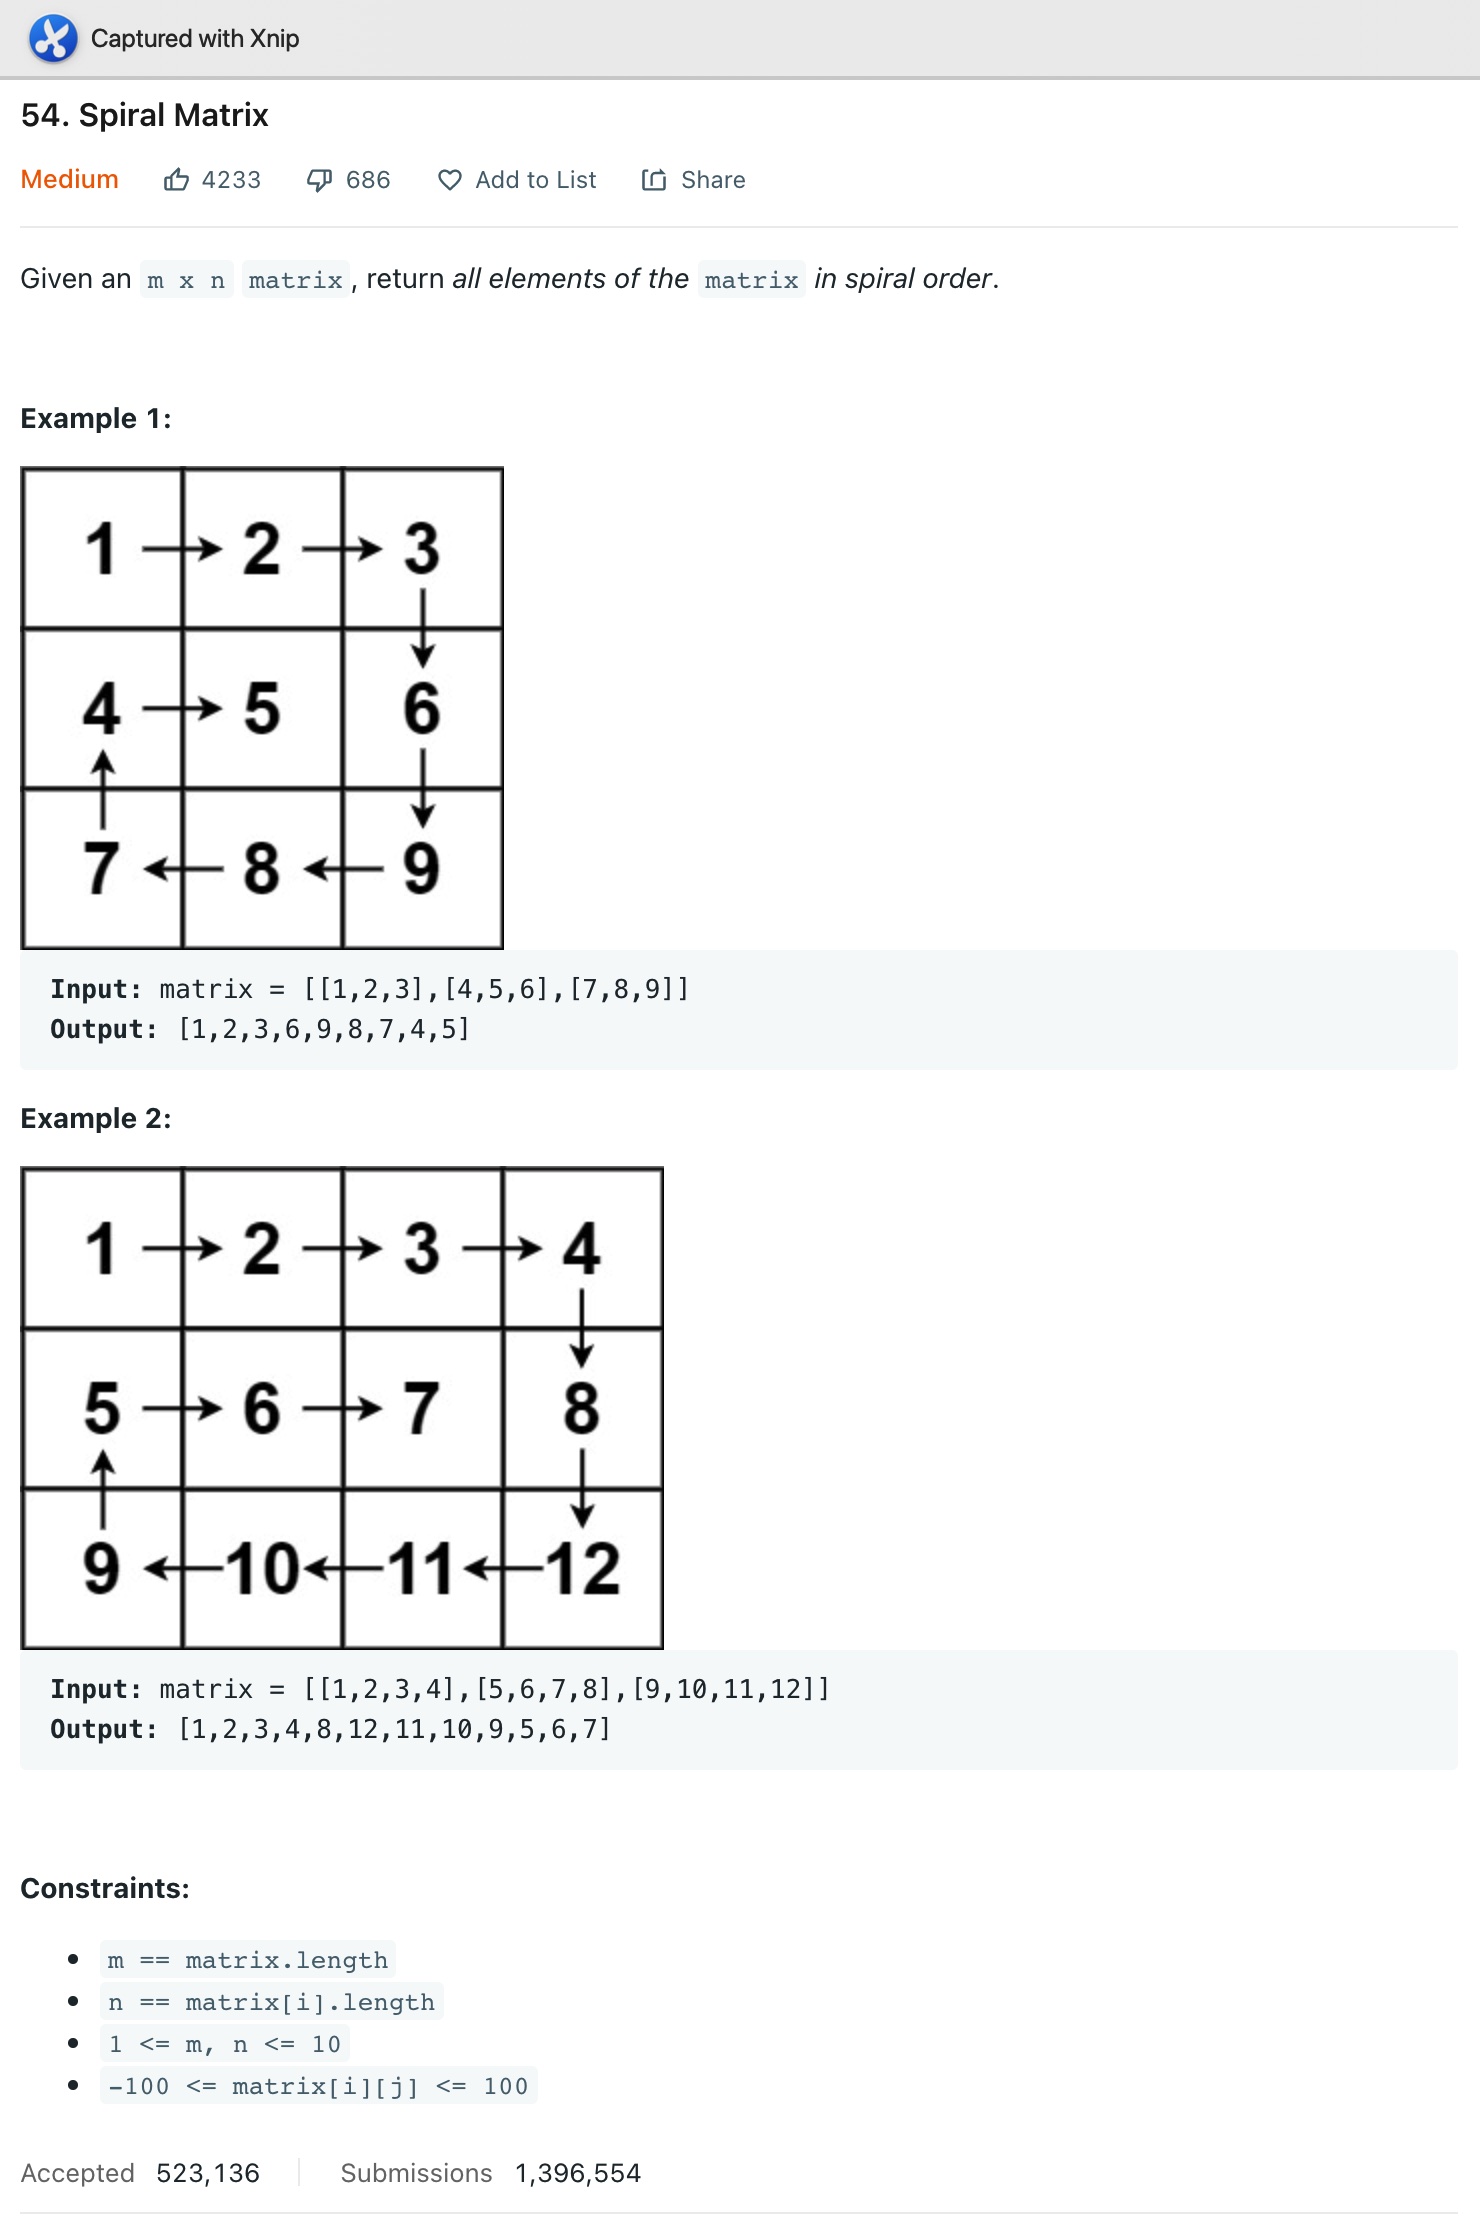 Captured with Xnip
54. Spiral Matrix
Medium 4233 686 Add to List Share
Given an m x n matrix, return all elements of the matrix in spiral order.
Example 1:
1 2 3
4 5 6
7 8 9
Input: matrix = [[1,2,3],[4,5,6],[7,8,9]]
Output: [1,2,3,6,9,8,7,4,5]
Example 2:
1 2 3 4
5 6 7 8
9 10 11 12
Input: matrix = [[1,2,3,4],[5,6,7,8],[9,10,11,12]]
Output: [1,2,3,4,8,12,11,10,9,5,6,7]
Constraints:
m == matrix.length
n == matrix[i].length
1 <= m, n <= 10
-100 <= matrix[i][j] <= 100
Accepted 523,136 Submissions 1,396,554